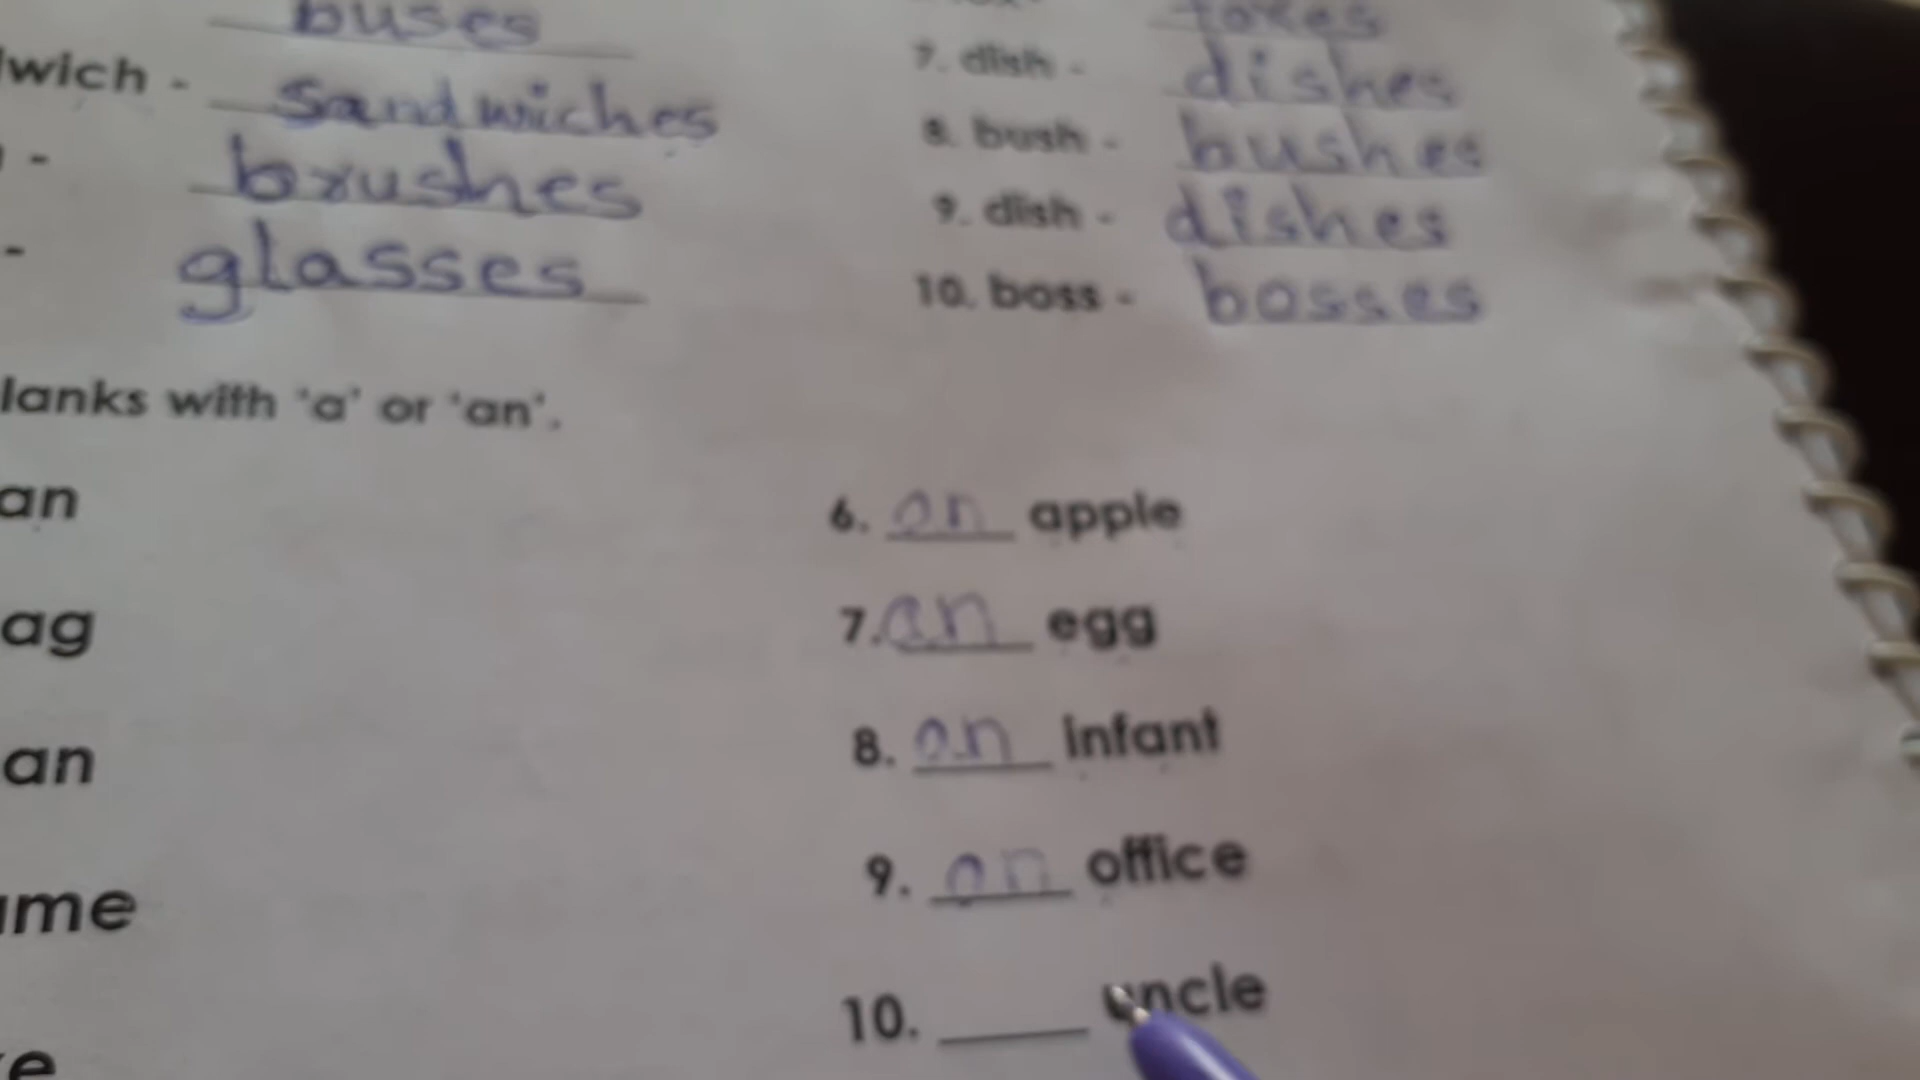 buses
wich - sandwiches
- brushes
- glasses
foxes
7. dish - dishes
8. bush - bushes
9. dish - dishes
10. boss - bosses
lanks with 'a' or 'an'.
an
ag
an
me
e
6. an apple
7. an egg
8. an infant
9. an office
10. ____ uncle